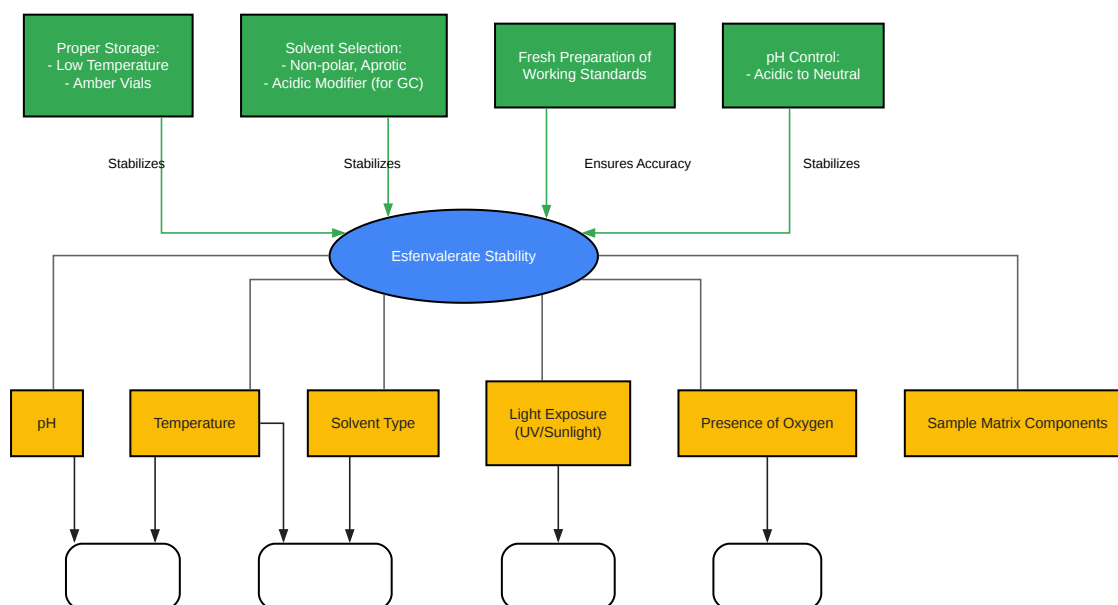 Proper Storage:
- Low Temperature
- Amber Vials
Solvent Selection:
- Non-polar, Aprotic
- Acidic Modifier (for GC)
Fresh Preparation of
Working Standards
pH Control:
- Acidic to Neutral
Stabilizes
Stabilizes
Ensures Accuracy
Stabilizes
Esfenvalerate Stability
pH
Temperature
Solvent Type
Light Exposure
(UV/Sunlight)
Presence of Oxygen
Sample Matrix Components